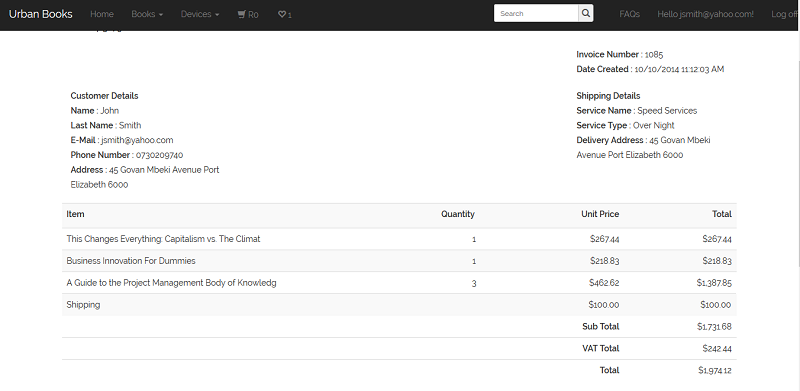 Urban Books Home Books Devices R0 1 Search FAQs Hello jsmith@yahoo.com! Log off
Invoice Number : 1085
Date Created : 10/10/2014 11:12:03 AM
Customer Details
Name : John
Last Name : Smith
E-Mail : jsmith@yahoo.com
Phone Number : 0730209740
Address : 45 Govan Mbeki Avenue Port
Elizabeth 6000
Shipping Details
Service Name : Speed Services
Service Type : Over Night
Delivery Address : 45 Govan Mbeki
Avenue Port Elizabeth 6000
Item Quantity Unit Price Total
This Changes Everything: Capitalism vs. The Climat 1 $267.44 $267.44
Business Innovation For Dummies 1 $218.83 $218.83
A Guide to the Project Management Body of Knowledg 3 $462.62 $1,387.85
Shipping $100.00 $100.00
Sub Total $1,731.68
VAT Total $242.44
Total $1,974.12